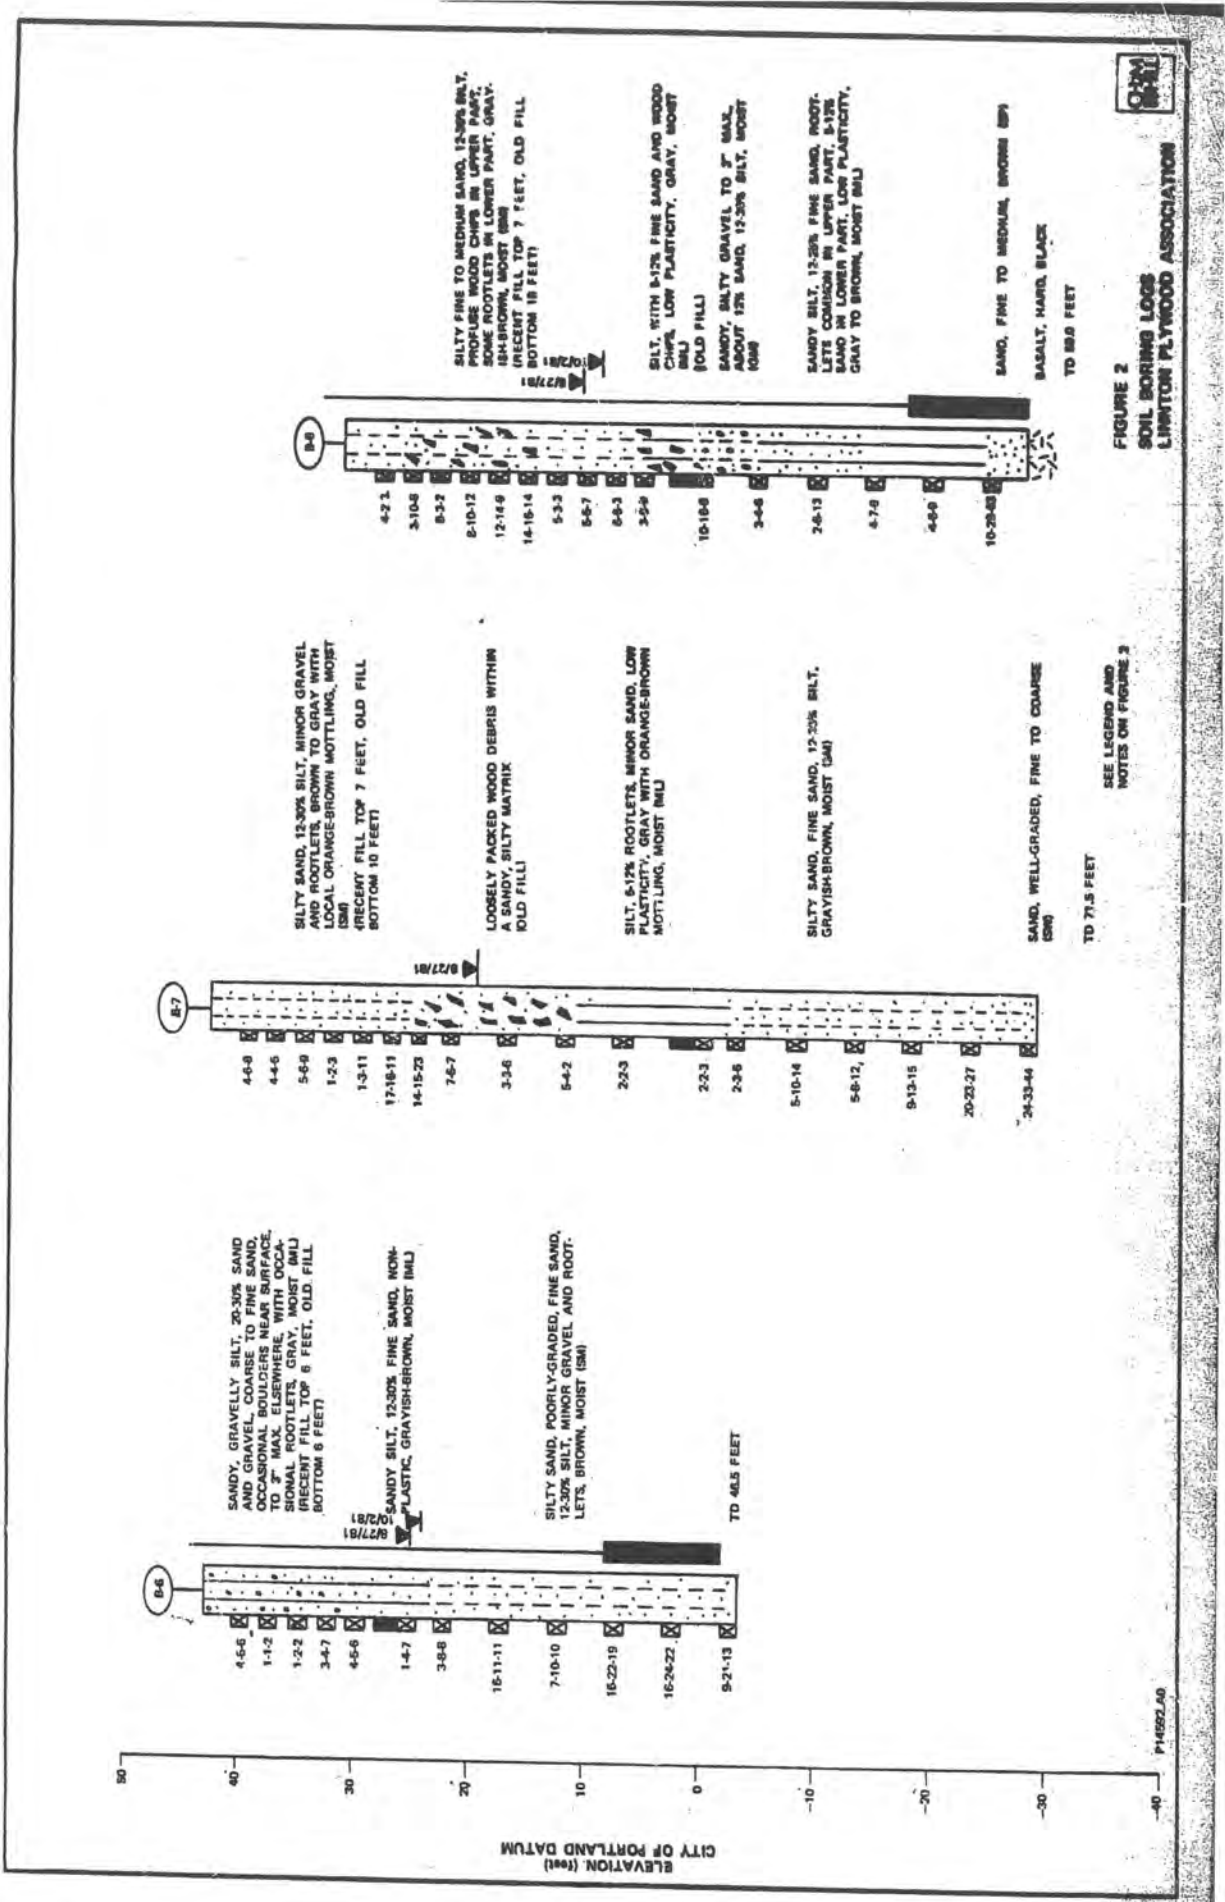 ELEVATION (feet)
CITY OF PORTLAND DATUM
50
40
30
20
10
0
-10
-20
-30
-40
B-6
4-6-6
1-1-2
1-2-2
3-4-7
4-5-6
1-4-7
3-8-8
16-11-11
7-10-10
16-22-19
16-24-22
9-21-13
8/27/81
10/2/81
SANDY, GRAVELLY SILT, 20-30% SAND
AND GRAVEL, COARSE TO FINE SAND,
OCCASIONAL BOULDERS NEAR SURFACE,
TO 3" MAX. ELSEWHERE, WITH OCCA-
SIONAL ROOTLETS, GRAY, MOIST (ML)
(RECENT FILL TOP 6 FEET, OLD FILL
BOTTOM 6 FEET)
SANDY SILT, 12-30% FINE SAND, NON-
PLASTIC, GRAYISH-BROWN, MOIST (ML)
SILTY SAND, POORLY-GRADED, FINE SAND,
12-30% SILT, MINOR GRAVEL AND ROOT-
LETS, BROWN, MOIST (SM)
TD 46.5 FEET
B-7
4-6-8
4-4-5
5-6-9
1-2-3
1-3-11
17-16-11
14-15-23
7-6-7
3-3-6
5-4-2
2-2-3
2-2-3
2-3-5
5-10-14
5-8-12
9-13-15
20-23-27
24-33-44
8/27/81
SILTY SAND, 12-30% SILT, MINOR GRAVEL
AND ROOTLETS, BROWN TO GRAY WITH
LOCAL ORANGE-BROWN MOTTLING, MOIST
(SM)
(RECENT FILL TOP 7 FEET, OLD FILL
BOTTOM 10 FEET)
LOOSELY PACKED WOOD DEBRIS WITHIN
A SANDY, SILTY MATRIX
(OLD FILL)
SILT, 5-12% ROOTLETS, MINOR SAND, LOW
PLASTICITY, GRAY WITH ORANGE-BROWN
MOTTLING, MOIST (ML)
SILTY SAND, FINE SAND, 12-30% SILT,
GRAYISH-BROWN, MOIST (SM)
SAND, WELL-GRADED, FINE TO COARSE
(SW)
TD 71.5 FEET
SEE LEGEND AND
NOTES ON FIGURE 3
B-8
4-2
3-10-8
8-3-2
8-10-12
12-14-9
14-16-14
5-3-3
5-6-7
6-6-3
3-9-9
10-16-8
3-4-6
2-6-13
4-7-9
4-6-9
10-28-63
8/27/81
10/2/81
SILTY FINE TO MEDIUM SAND, 12-30% SILT,
PROFUSE WOOD CHIPS IN UPPER PART,
SOME ROOTLETS IN LOWER PART, GRAY-
ISH-BROWN, MOIST (SM)
(RECENT FILL TOP 7 FEET, OLD FILL
BOTTOM 18 FEET)
SILT, WITH 5-12% FINE SAND AND WOOD
CHIPS, LOW PLASTICITY, GRAY, MOIST
(ML)
(OLD FILL)
SANDY, SILTY GRAVEL TO 3" MAX,
ABOUT 12% SAND, 12-30% SILT, MOIST
(GM)
SANDY SILT, 12-25% FINE SAND, ROOT-
LETS COMMON IN UPPER PART, 5-12%
SAND IN LOWER PART, LOW PLASTICITY,
GRAY TO BROWN, MOIST (ML)
SAND, FINE TO MEDIUM, BROWN (SP)
BASALT, HARD, BLACK
TD 59.0 FEET
FIGURE 2
SOIL BORING LOGS
LINNTON PLYWOOD ASSOCIATION
CH2M
HILL
P14592.A0